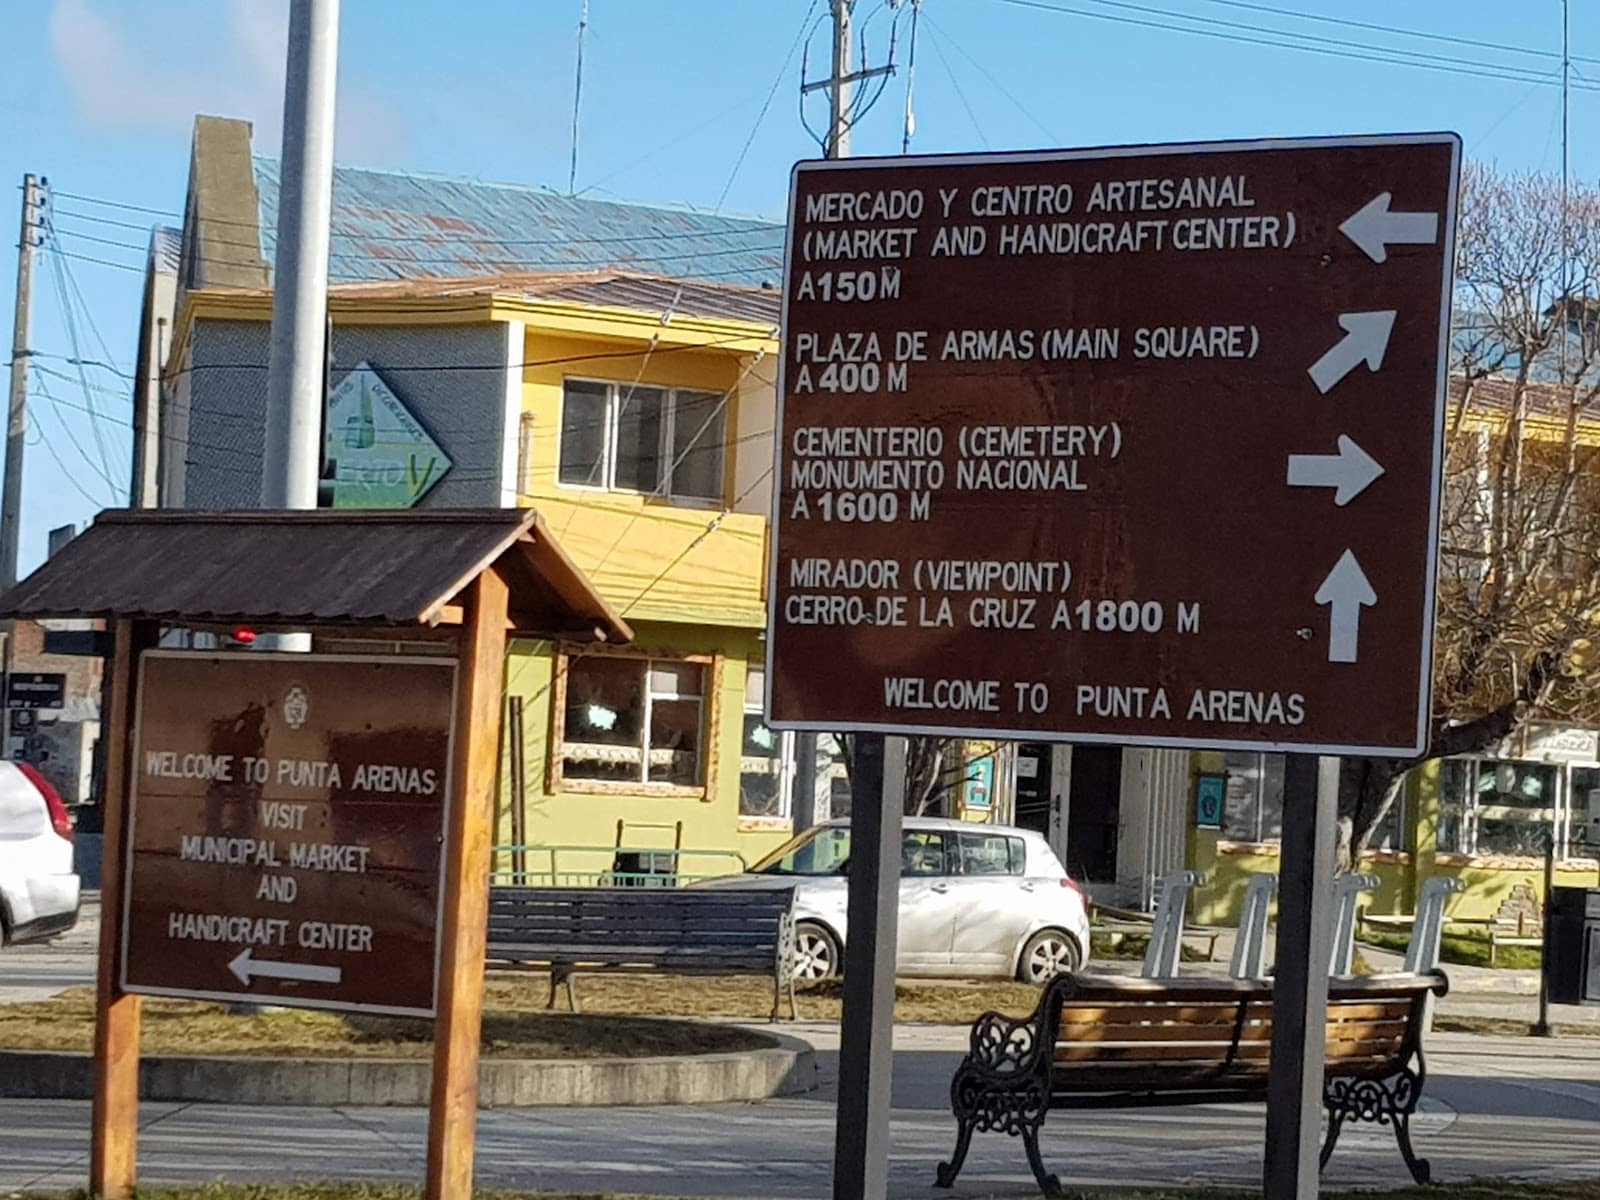 MERCADO Y CENTRO ARTESANAL
(MARKET AND HANDICRAFT CENTER)
A 150 M
PLAZA DE ARMAS (MAIN SQUARE)
A 400 M
CEMENTERIO (CEMETERY)
MONUMENTO NACIONAL
A 1600 M
MIRADOR (VIEWPOINT)
CERRO DE LA CRUZ A 1800 M
WELCOME TO PUNTA ARENAS
WELCOME TO PUNTA ARENAS
VISIT
MUNICIPAL MARKET
AND
HANDICRAFT CENTER